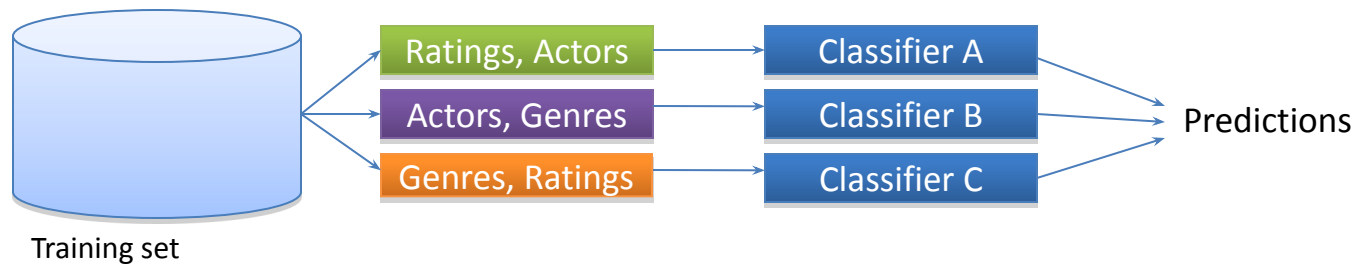 Ratings, Actors
Classifier A
Actors, Genres
Classifier B
Predictions
Genres, Ratings
Classifier C
Training set